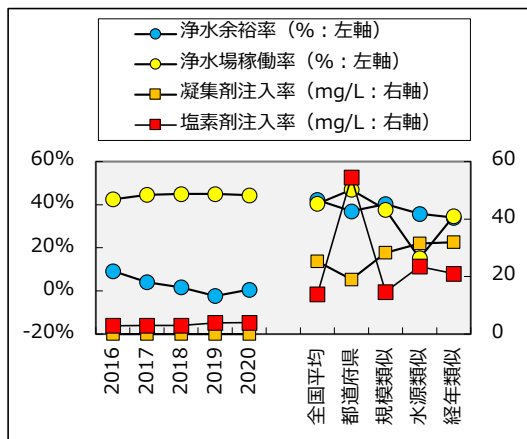 浄水余裕率（%：左軸）
浄水場稼働率（%：左軸）
凝集剤注入率（mg/L：右軸）
塩素剤注入率（mg/L：右軸）
60%
40%
20%
0%
-20%
60
40
20
0
2016
2017
2018
2019
2020
全国平均
都道府県
規模類似
水源類似
経年類似